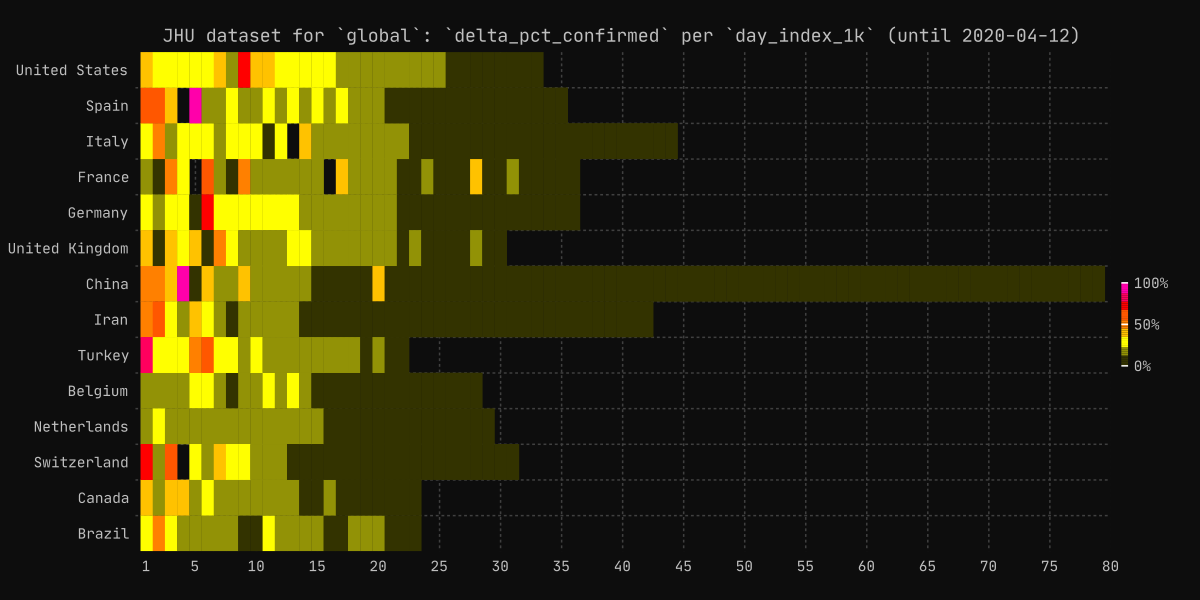 JHU dataset for `global`: `delta_pct_confirmed` per `day_index_1k` (until 2020-04-12)
United States
Spain
Italy
France
Germany
United Kingdom
China
Iran
Turkey
Belgium
Netherlands
Switzerland
Canada
Brazil
100%
50%
0%
1 5 10 15 20 25 30 35 40 45 50 55 60 65 70 75 80